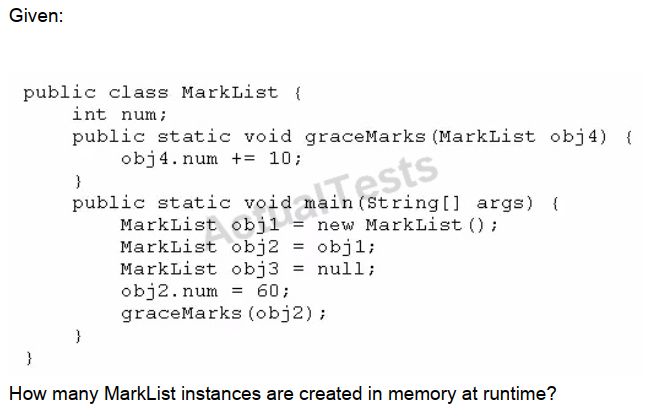 Given:
public class MarkList {
int num;
public static void graceMarks(MarkList obj4) {
obj4.num += 10;
}
public static void main(String[] args) {
MarkList obj1 = new MarkList();
MarkList obj2 = obj1;
MarkList obj3 = null;
obj2.num = 60;
graceMarks(obj2);
}
}
ActualTests
How many MarkList instances are created in memory at runtime?